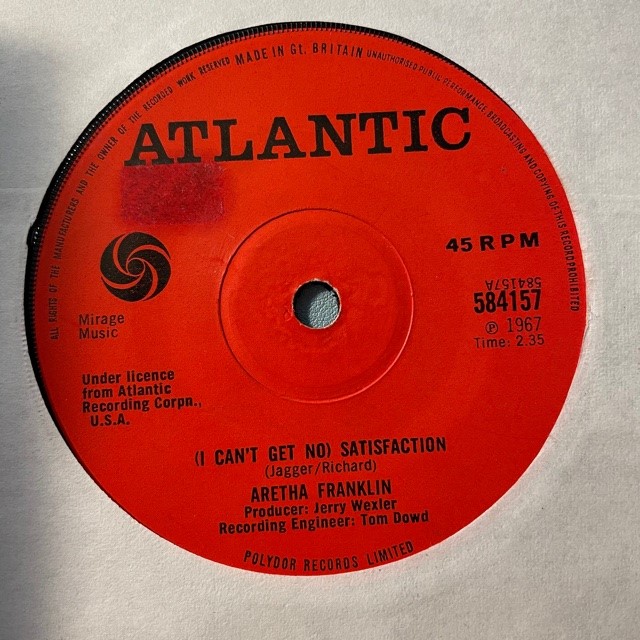 ALL RIGHTS OF THE MANUFACTURERS AND THE OWNER OF THE RECORDED WORK RESERVED MADE IN Gt. BRITAIN UNAUTHORISED PUBLIC PERFORMANCE BROADCASTING AND COPYING OF THIS RECORD PROHIBITED
ATLANTIC
45 RPM
584157A
584157
℗ 1967
Time: 2.35
Mirage
Music
Under licence
from Atlantic
Recording Corpn.,
U.S.A.
(I CAN'T GET NO) SATISFACTION
(Jagger/Richard)
ARETHA FRANKLIN
Producer: Jerry Wexler
Recording Engineer: Tom Dowd
POLYDOR RECORDS LIMITED